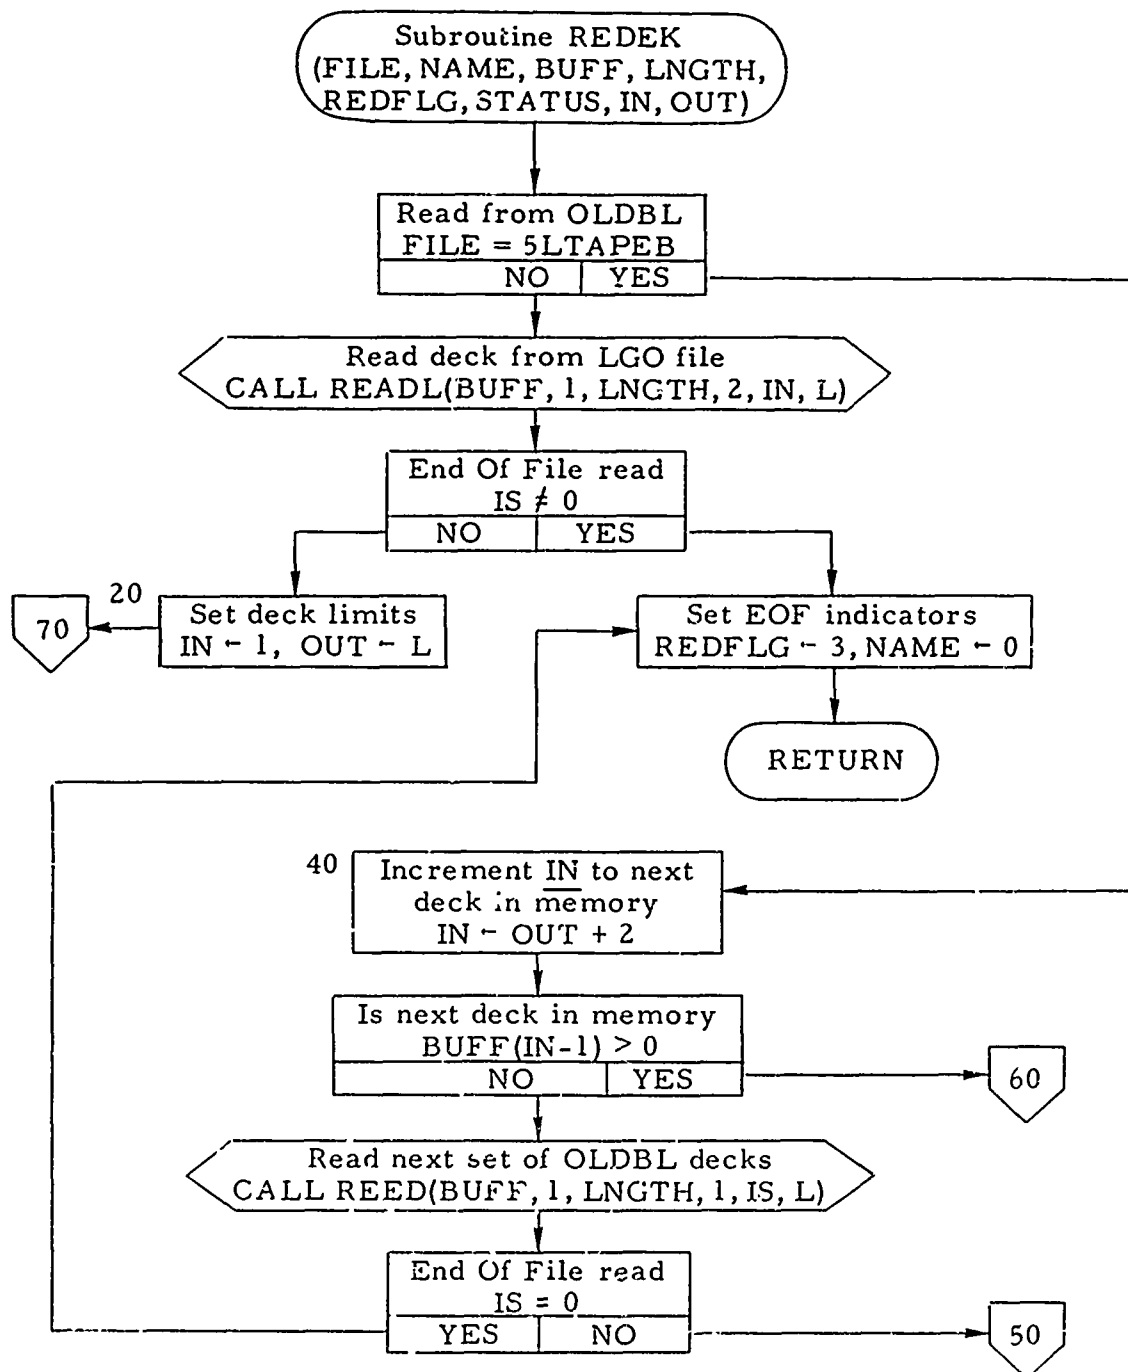 Subroutine REDEK
(FILE, NAME, BUFF, LNGTH,
REDFLG, STATUS, IN, OUT)
Read from OLDBL
FILE = 5LTAPEB
NO YES
Read deck from LGO file
CALL READL(BUFF, 1, LNGTH, 2, IN, L)
End Of File read
IS ≠ 0
NO YES
70
20
Set deck limits
IN ← 1, OUT ← L
Set EOF indicators
REDFLG ← 3, NAME ← 0
RETURN
40
Increment IN to next
deck in memory
IN ← OUT + 2
Is next deck in memory
BUFF(IN-1) > 0
NO YES
60
Read next set of OLDBL decks
CALL REED(BUFF, 1, LNGTH, 1, IS, L)
End Of File read
IS = 0
YES NO
50